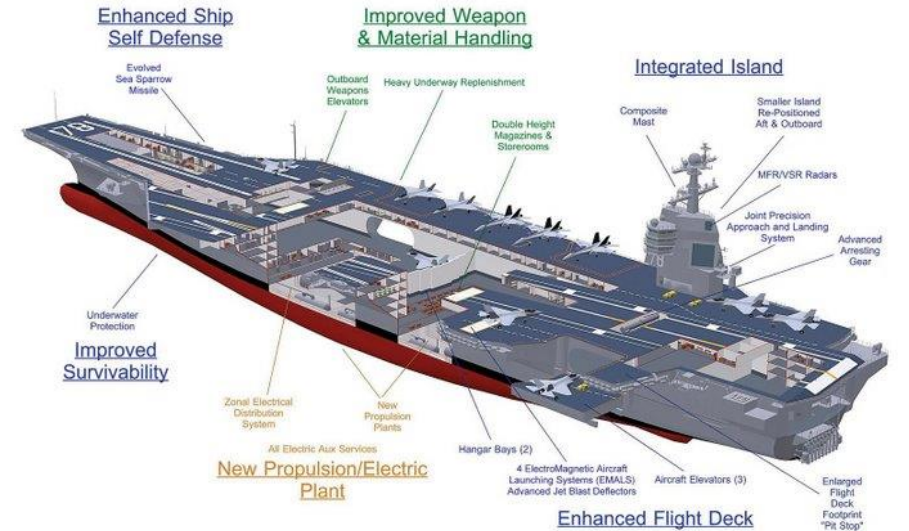 Enhanced Ship
Self Defense
Evolved
Sea Sparrow
Missile
Improved Weapon
& Material Handling
Outboard
Weapons
Elevators
Heavy Underway Replenishment
Double Height
Magazines &
Storerooms
Integrated Island
Composite
Mast
Smaller Island
Re-Positioned
Aft & Outboard
MFR/VSR Radars
Joint Precision
Approach and Landing
System
Advanced
Arresting
Gear
78
Underwater
Protection
Improved
Survivability
Zonal Electrical
Distribution
System
New
Propulsion
Plants
All Electric Aux Services
New Propulsion/Electric
Plant
Hangar Bays (2)
4 ElectroMagnetic Aircraft
Launching Systems (EMALS)
Advanced Jet Blast Deflectors
Aircraft Elevators (3)
Enlarged
Flight
Deck
Footprint
"Pit Stop"
Enhanced Flight Deck